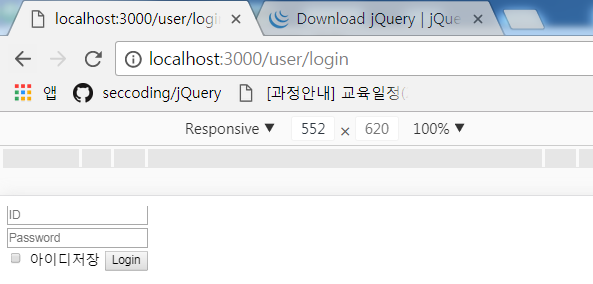 localhost:3000/user/logi
Download jQuery | jQue
localhost:3000/user/login
앱 seccoding/jQuery [과정안내] 교육일정(
Responsive ▼ 552 × 620 100% ▼
ID
Password
아이디저장 Login